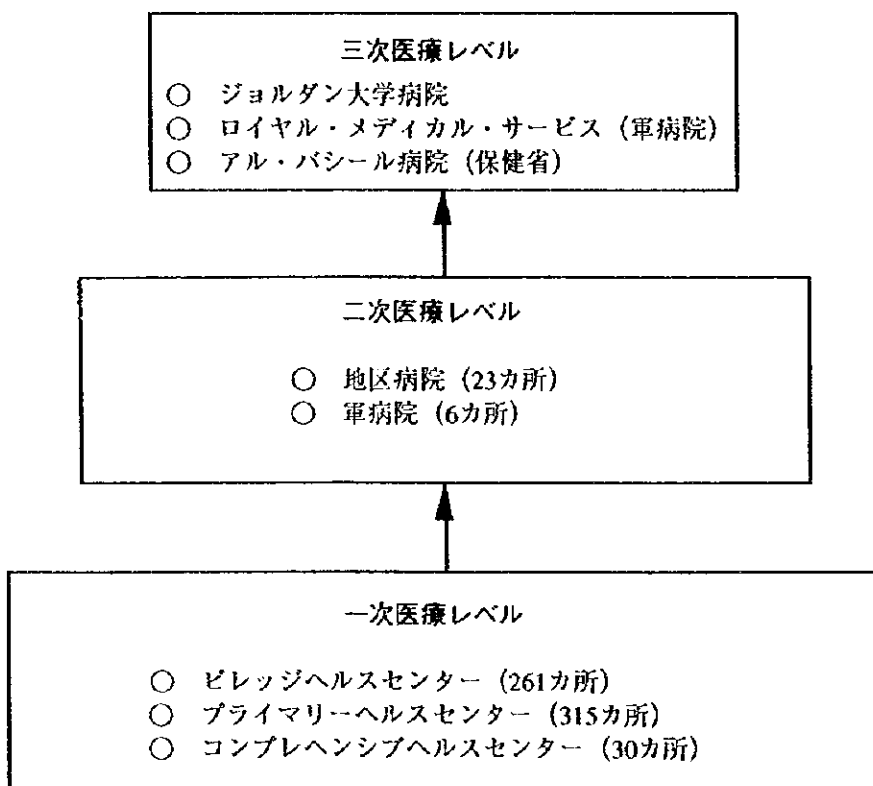 三次医療レベル
○ ジョルダン大学病院
○ ロイヤル・メディカル・サービス (軍病院)
○ アル・バシール病院 (保健省)
二次医療レベル
○ 地区病院 (23カ所)
○ 軍病院 (6カ所)
一次医療レベル
○ ビレッジヘルスセンター (261カ所)
○ プライマリーヘルスセンター (315カ所)
○ コンプレヘンシブヘルスセンター (30カ所)